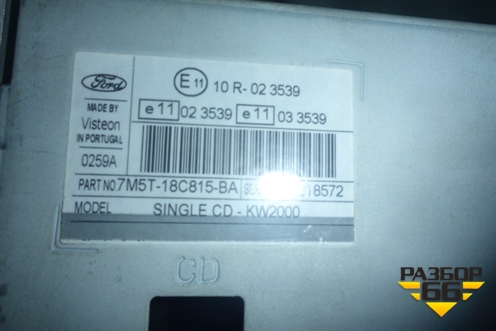 Ford
E11 10 R- 02 3539
MADE BY
Visteon
IN PORTUGAL
e11 02 3539 e11 03 3539
0259A
PART NO. 7M5T-18C815-BA 18572
MODEL SINGLE CD - KW2000
CD
РАЗБОР
66